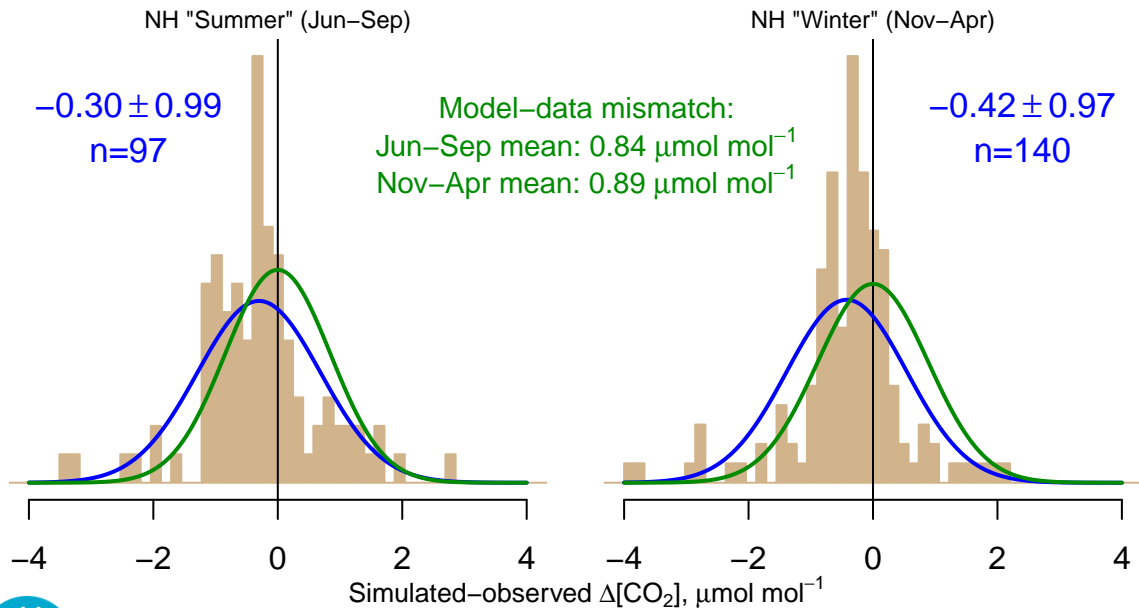 NH "Summer" (Jun−Sep)
−0.30 ± 0.99
n=97
Model−data mismatch:
Jun−Sep mean: 0.84 μmol mol⁻¹
Nov−Apr mean: 0.89 μmol mol⁻¹
NH "Winter" (Nov−Apr)
−0.42 ± 0.97
n=140
−4 −2 0 2 4
−4 −2 0 2 4
Simulated−observed Δ[CO₂], μmol mol⁻¹